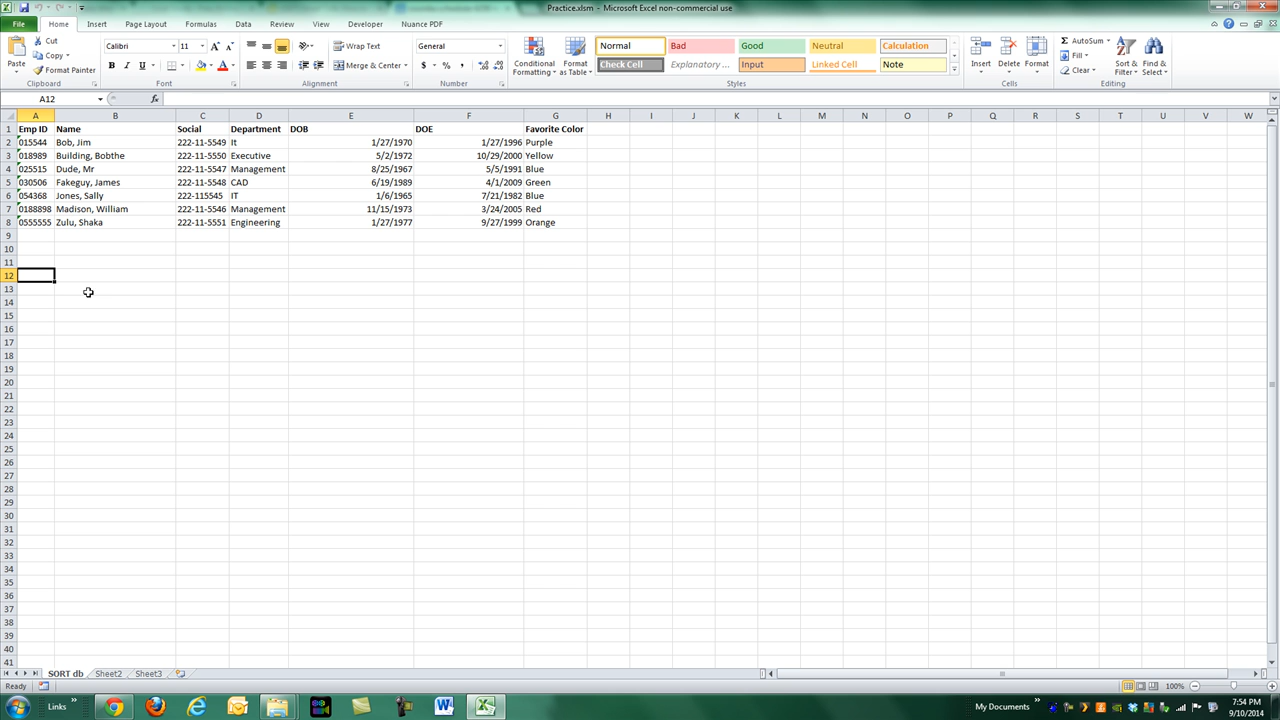 Practice.xlsm - Microsoft Excel non-commercial use
File Home Insert Page Layout Formulas Data Review View Developer Nuance PDF
Cut
Copy
Format Painter
Paste
Clipboard
Calibri 11
Font
Wrap Text
Merge & Center
Alignment
General
$ % ,
Number
Conditional Formatting
Format as Table
Normal Bad Good Neutral Calculation
Check Cell Explanatory ... Input Linked Cell Note
Styles
Insert Delete Format
Cells
AutoSum
Fill
Clear
Sort & Filter
Find & Select
Editing
A12 fx
A B C D E F G H I J K L M N O P Q R S T U V W
1 Emp ID Name Social Department DOB DOE Favorite Color
2 015544 Bob, Jim 222-11-5549 It 1/27/1970 1/27/1996 Purple
3 018989 Building, Bobthe 222-11-5550 Executive 5/2/1972 10/29/2000 Yellow
4 025515 Dude, Mr 222-11-5547 Management 8/25/1967 5/5/1991 Blue
5 030506 Fakeguy, James 222-11-5548 CAD 6/19/1989 4/1/2009 Green
6 054368 Jones, Sally 222-115545 IT 1/6/1965 7/21/1982 Blue
7 0188898 Madison, William 222-11-5546 Management 11/15/1973 3/24/2005 Red
8 0555555 Zulu, Shaka 222-11-5551 Engineering 1/27/1977 9/27/1999 Orange
9
10
11
12
13
14
15
16
17
18
19
20
21
22
23
24
25
26
27
28
29
30
31
32
33
34
35
36
37
38
39
40
41
SORT db Sheet2 Sheet3
Ready 100%
Links My Documents 7:54 PM
9/10/2014